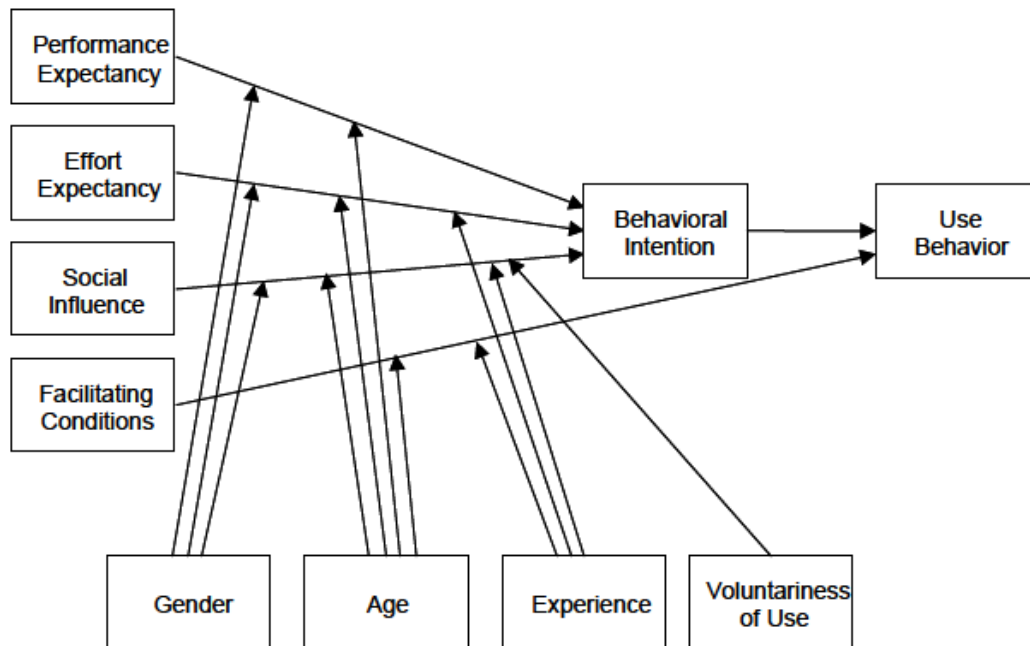 Performance
Expectancy
Effort
Expectancy
Social
Influence
Facilitating
Conditions
Behavioral
Intention
Use
Behavior
Gender
Age
Experience
Voluntariness
of Use